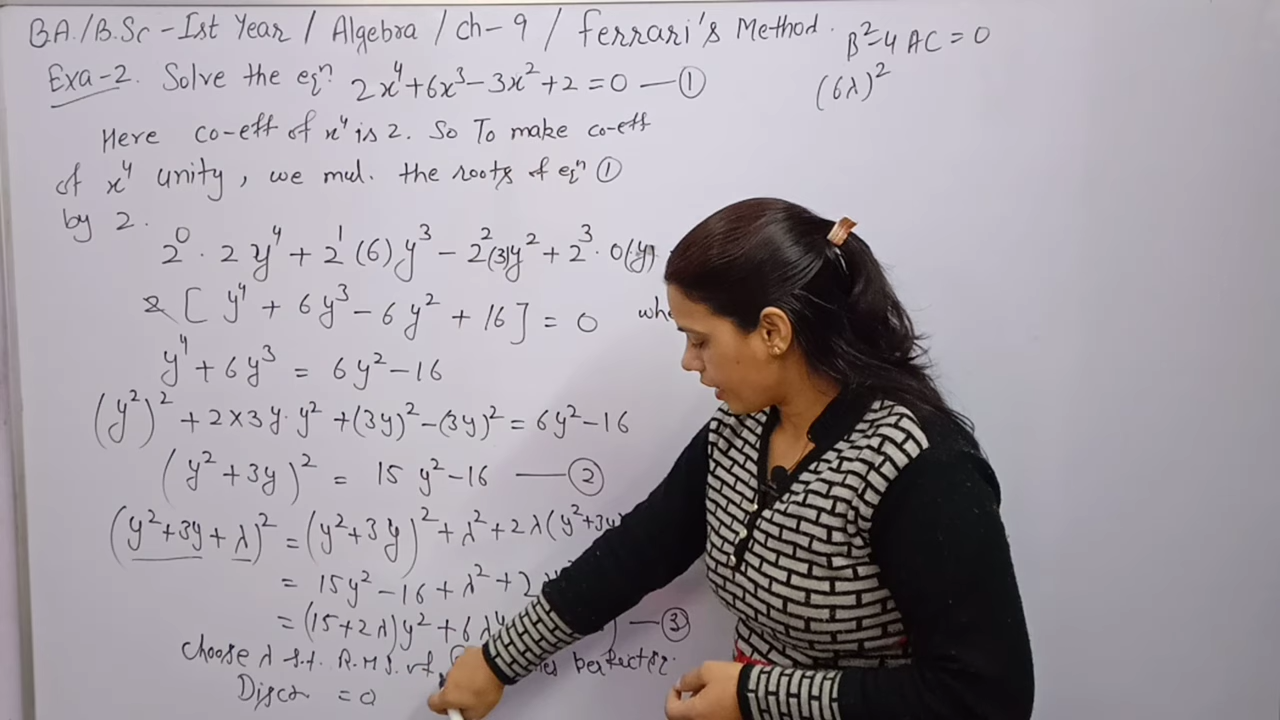 B.A./B.Sc-Ist Year / Algebra / Ch-9 / Ferrari's Method.
B²-4AC = 0
(6λ)²
Exa-2. Solve the eqⁿ. 2x⁴+6x³-3x²+2=0 — ①
Here co-eff of x⁴ is 2. So To make co-eff
of x⁴ unity, we mul. the roots of eqⁿ ①
by 2.
2⁰·2y⁴+2¹(6)y³-2²(3)y²+2³·0(y)
2[y⁴+6y³-6y²+16]=0
y⁴+6y³ = 6y²-16
(y²)²+2×3y·y²+(3y)²-(3y)²=6y²-16
(y²+3y)² = 15y²-16 — ②
(y²+3y+λ)²=(y²+3y)²+λ²+2λ(y²+3y
= 15y²-16+λ²+2
=(15+2λ)y²+6λy ) — ③
choose λ s.t. R.H.S. of perfect sq.
Discr = 0